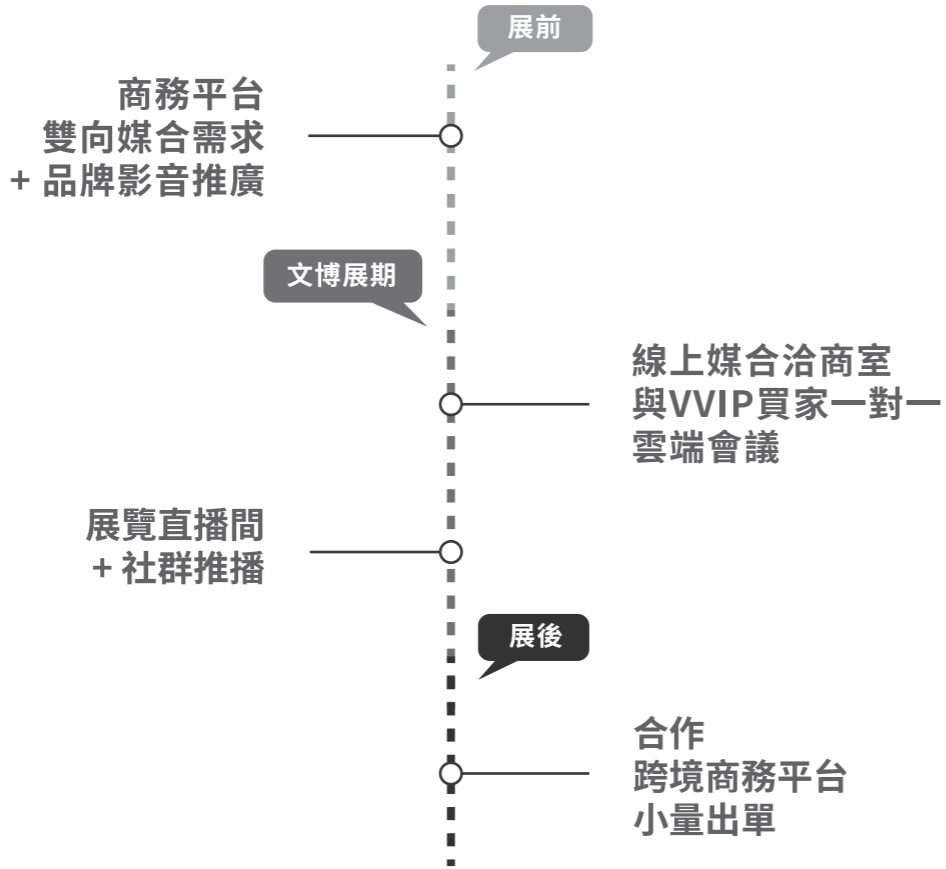 展前
商務平台
雙向媒合需求
+ 品牌影音推廣
文博展期
線上媒合洽商室
與VVIP買家一對一
雲端會議
展覽直播間
+ 社群推播
展後
合作
跨境商務平台
小量出單